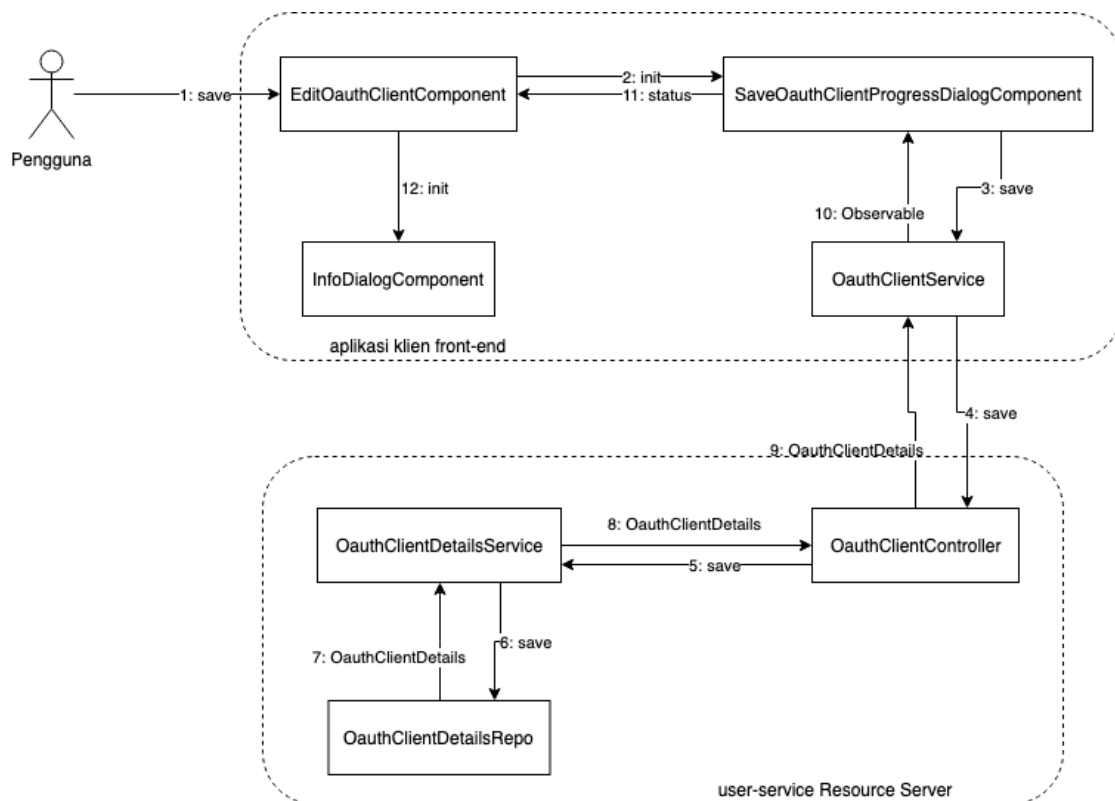 1: save
EditOauthClientComponent
2: init
11: status
SaveOauthClientProgressDialogComponent
Pengguna
12: init
3: save
10: Observable
InfoDialogComponent
OauthClientService
aplikasi klien front-end
4: save
9: OauthClientDetails
OauthClientDetailsService
8: OauthClientDetails
5: save
OauthClientController
7: OauthClientDetails
6: save
OauthClientDetailsRepo
user-service Resource Server